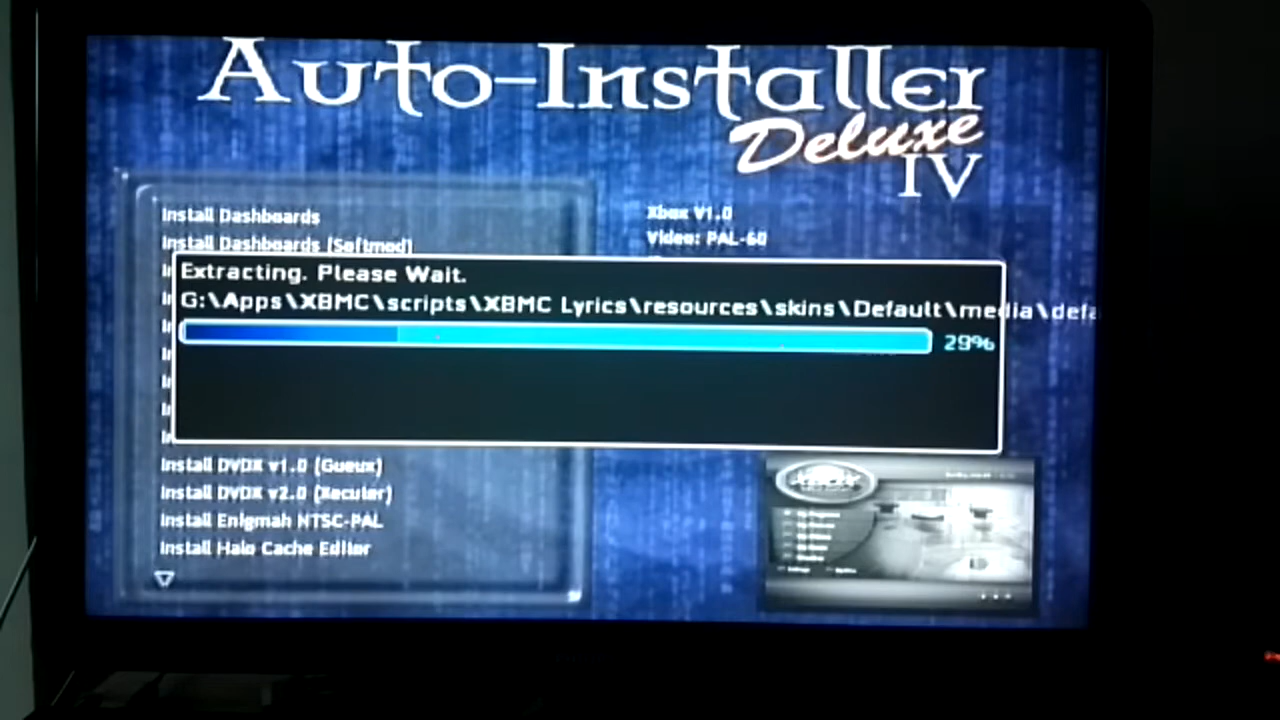 Auto-Installer
Deluxe
IV
Install Dashboards
Install Dashboards (Softmod)
Xbox V1.0
Video: PAL-60
Extracting. Please Wait.
G:\Apps\XBMC\scripts\XBMC Lyrics\resources\skins\Default\media\defa
29%
Install DVDX v1.0 (Gueux)
Install DVDX v2.0 (Xecuter)
Install Enigmah NTSC-PAL
Install Halo Cache Editor
XBOX